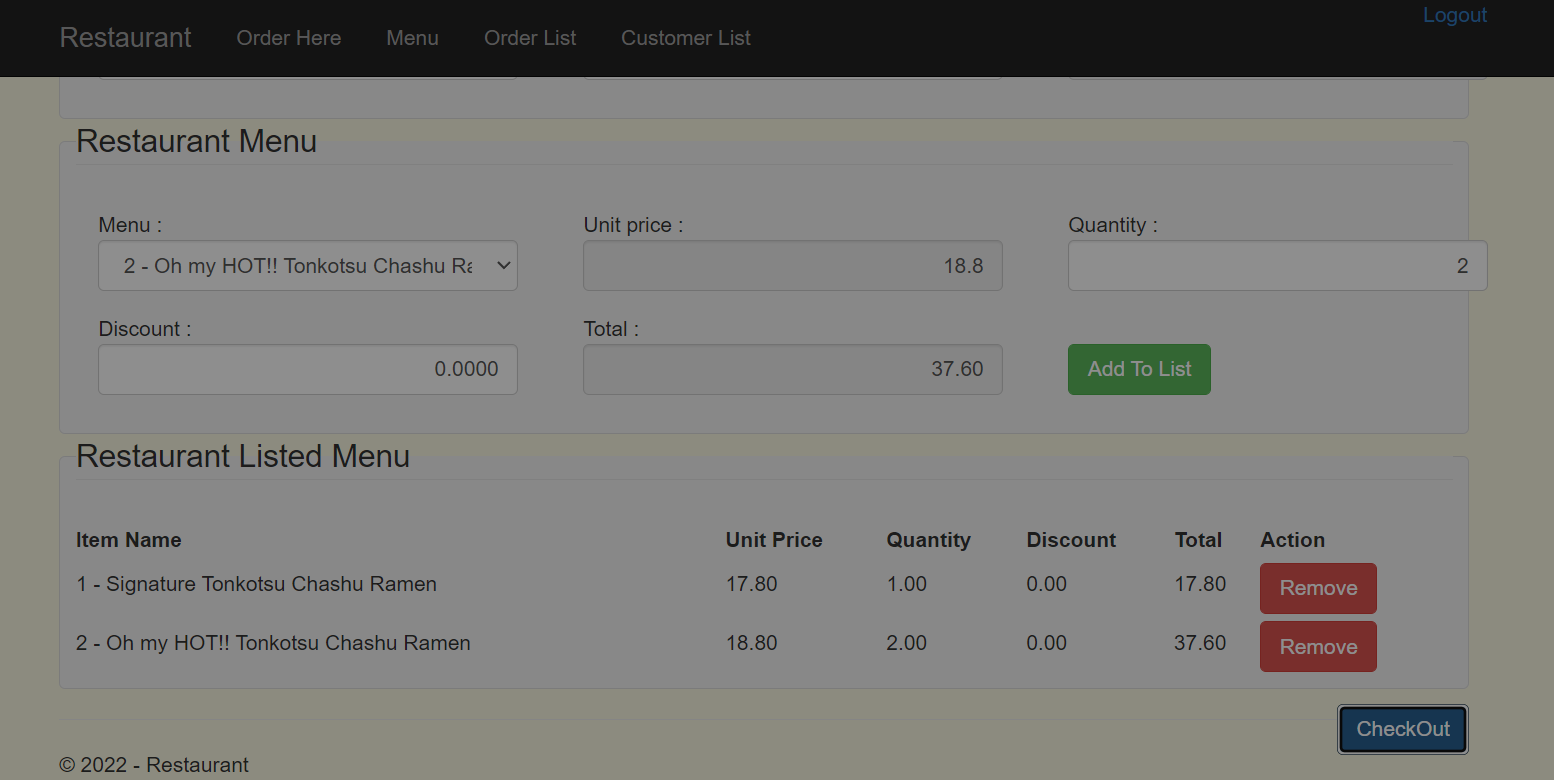 Logout
Restaurant Order Here Menu Order List Customer List
Restaurant Menu
Menu : Unit price : Quantity :
2 - Oh my HOT!! Tonkotsu Chashu Ra 18.8 2
Discount : Total :
0.0000 37.60 Add To List
Restaurant Listed Menu
Item Name Unit Price Quantity Discount Total Action
1 - Signature Tonkotsu Chashu Ramen 17.80 1.00 0.00 17.80 Remove
2 - Oh my HOT!! Tonkotsu Chashu Ramen 18.80 2.00 0.00 37.60 Remove
CheckOut
© 2022 - Restaurant